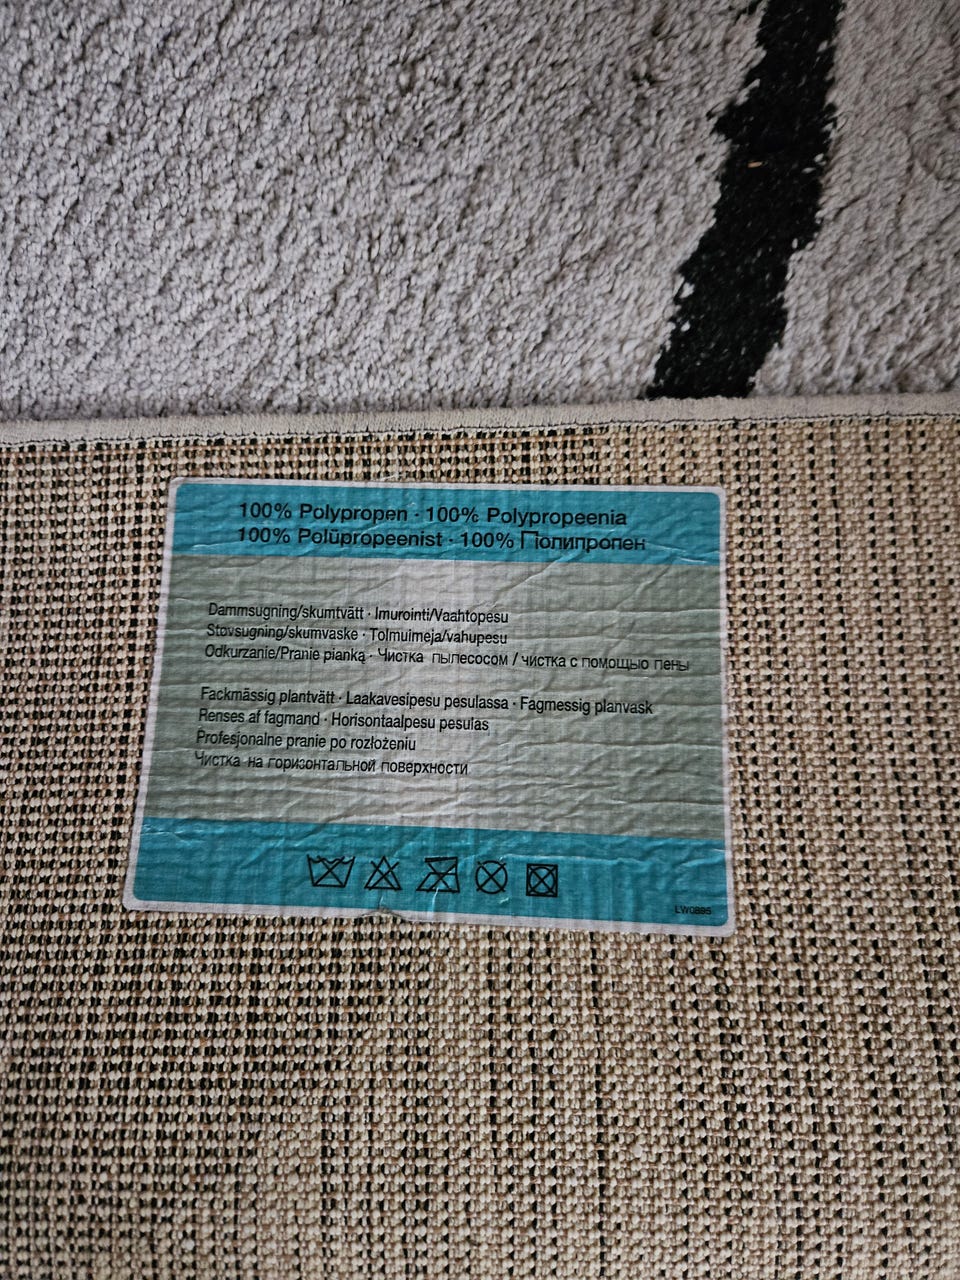 100% Polypropen · 100% Polypropeenia
100% Polüpropeenist · 100% Полипропен
Dammsugning/skumtvätt · Imurointi/Vaahtopesu
Støvsugning/skumvaske · Tolmuimeja/vahupesu
Odkurzanie/Pranie pianką · Чистка пылесосом / чистка с помощью пены
Fackmässig plantvätt · Laakavesipesu pesulassa · Fagmessig planvask
Renses af fagmand · Horisontaalpesu pesulas
Profesjonalne pranie po rozłożeniu
Чистка на горизонтальной поверхности
LW0895